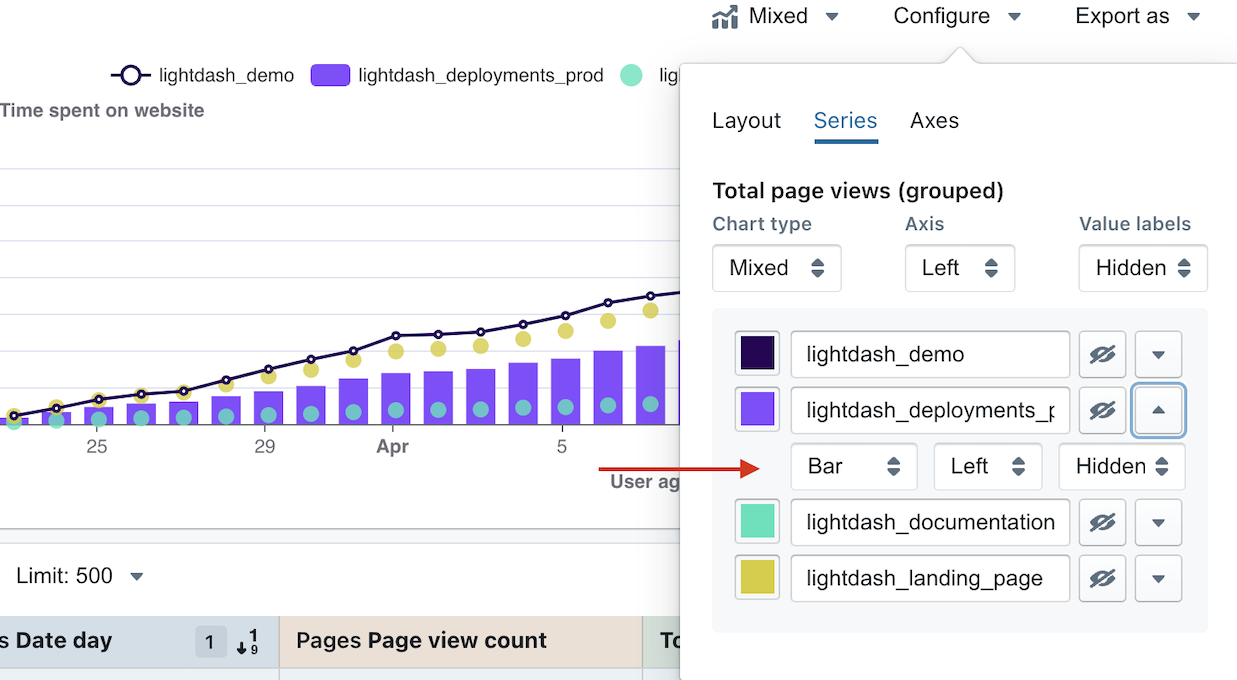 Mixed Configure Export as
lightdash_demo lightdash_deployments_prod lig
Time spent on website
Layout Series Axes
Total page views (grouped)
Chart type Axis Value labels
Mixed Left Hidden
lightdash_demo
lightdash_deployments_p
Bar Left Hidden
lightdash_documentation
lightdash_landing_page
25 29 Apr 5
User ag
Limit: 500
s Date day 1 1 9 Pages Page view count To